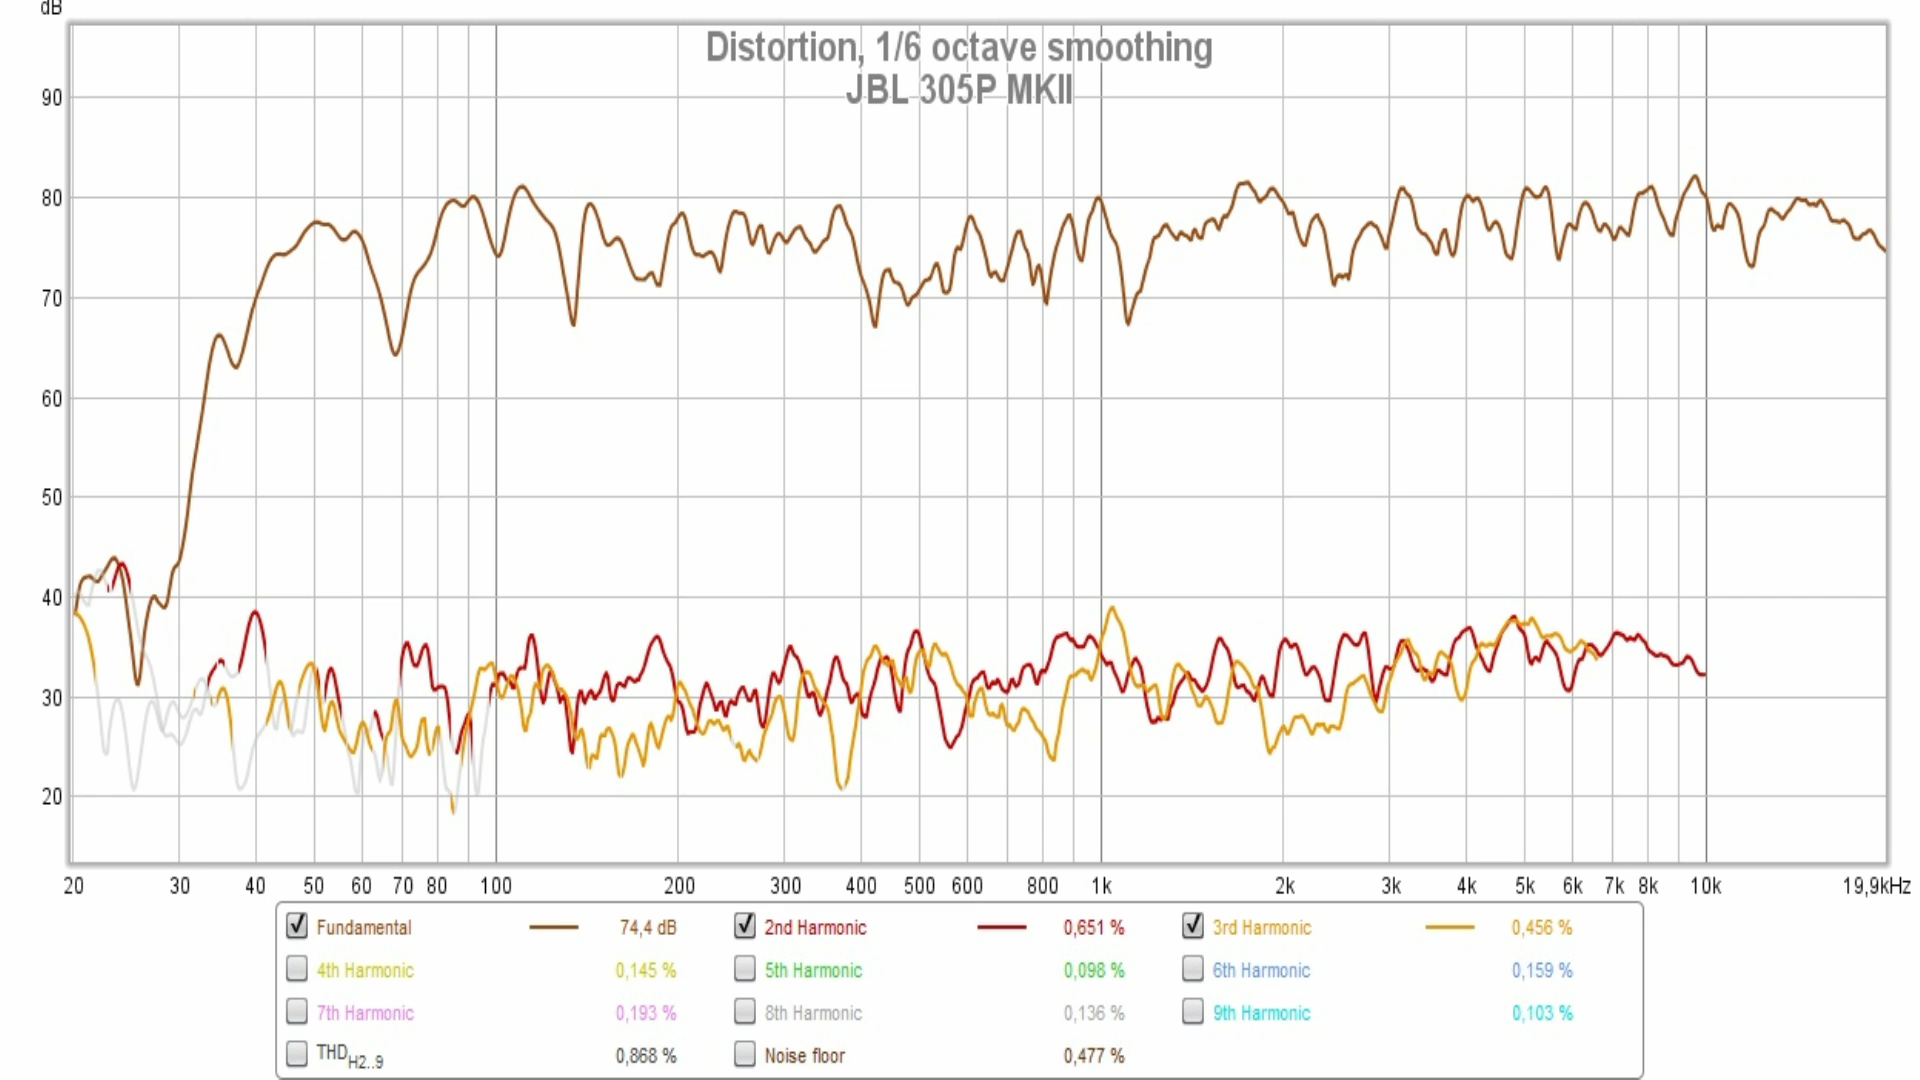 dB
Distortion, 1/6 octave smoothing
JBL 305P MKII
90
80
70
60
50
40
30
20
20 30 40 50 60 70 80 100 200 300 400 500 600 800 1k 2k 3k 4k 5k 6k 7k 8k 10k 19,9kHz
Fundamental 74,4 dB 2nd Harmonic 0,651 % 3rd Harmonic 0,456 %
4th Harmonic 0,145 % 5th Harmonic 0,098 % 6th Harmonic 0,159 %
7th Harmonic 0,193 % 8th Harmonic 0,136 % 9th Harmonic 0,103 %
THD H2..9 0,868 % Noise floor 0,477 %